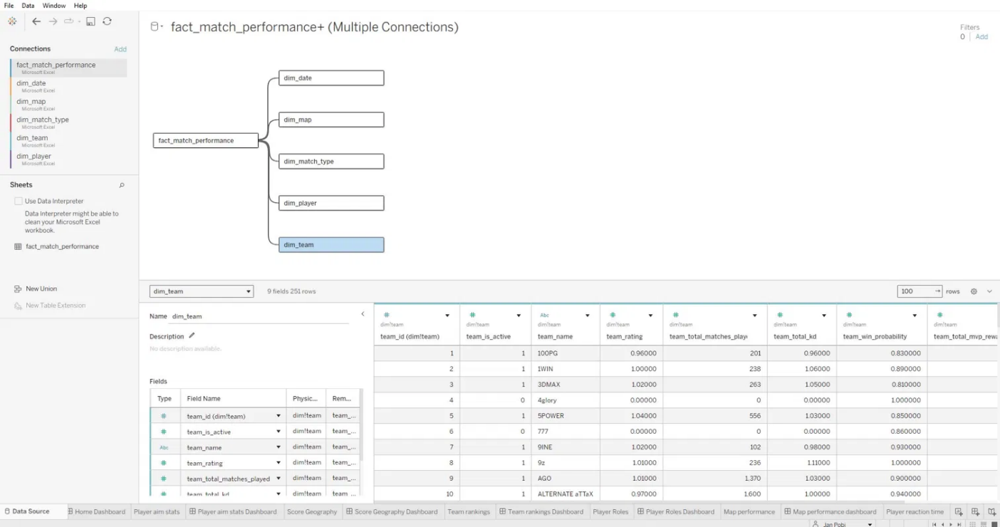 File Data Window Help
fact_match_performance+ (Multiple Connections)
Filters
0 | Add
Connections Add
fact_match_performance
Microsoft Excel
dim_date
Microsoft Excel
dim_map
Microsoft Excel
dim_match_type
Microsoft Excel
dim_team
Microsoft Excel
dim_player
Microsoft Excel
Sheets
Use Data Interpreter
Data Interpreter might be able to
clean your Microsoft Excel
workbook.
fact_match_performance
New Union
New Table Extension
fact_match_performance
dim_date
dim_map
dim_match_type
dim_player
dim_team
dim_team 9 fields 251 rows 100 rows
Name dim_team
Description
No description available.
Fields
Type Field Name Physic... Rem...
# team_id (dim!team) dim!team team_...
# team_is_active dim!team team_...
Abc team_name dim!team team_...
# team_rating dim!team team_...
# team_total_matches_played dim!team team_...
# team_total_kd dim!team team_...
# # Abc # # # # #
dim!team dim!team dim!team dim!team dim!team dim!team dim!team dim!team
team_id (dim!team) team_is_active team_name team_rating team_total_matches_playe team_total_kd team_win_probability team_total_mvp_rewa
1 1 100PG 0.96000 201 0.96000 0.830000
2 1 1WIN 1.00000 238 1.06000 0.890000
3 1 3DMAX 1.02000 263 1.05000 0.810000
4 0 4glory 0.00000 0 0.00000 1.000000
5 1 5POWER 1.04000 556 1.03000 0.850000
6 0 777 0.00000 0 0.00000 0.860000
7 1 9INE 1.02000 102 0.98000 0.930000
8 1 9z 1.01000 236 1.11000 1.000000
9 1 AGO 1.01000 1,370 1.03000 0.900000
10 1 ALTERNATE aTTaX 0.97000 1,600 1.00000 0.940000
Data Source Home Dashboard Player aim stats Player aim stats Dashboard Score Geography Score Geography Dashboard Team rankings Team rankings Dashboard Player Roles Player Roles Dashboard Map performance Map performance dashboard Player reaction time
Jan Pobi